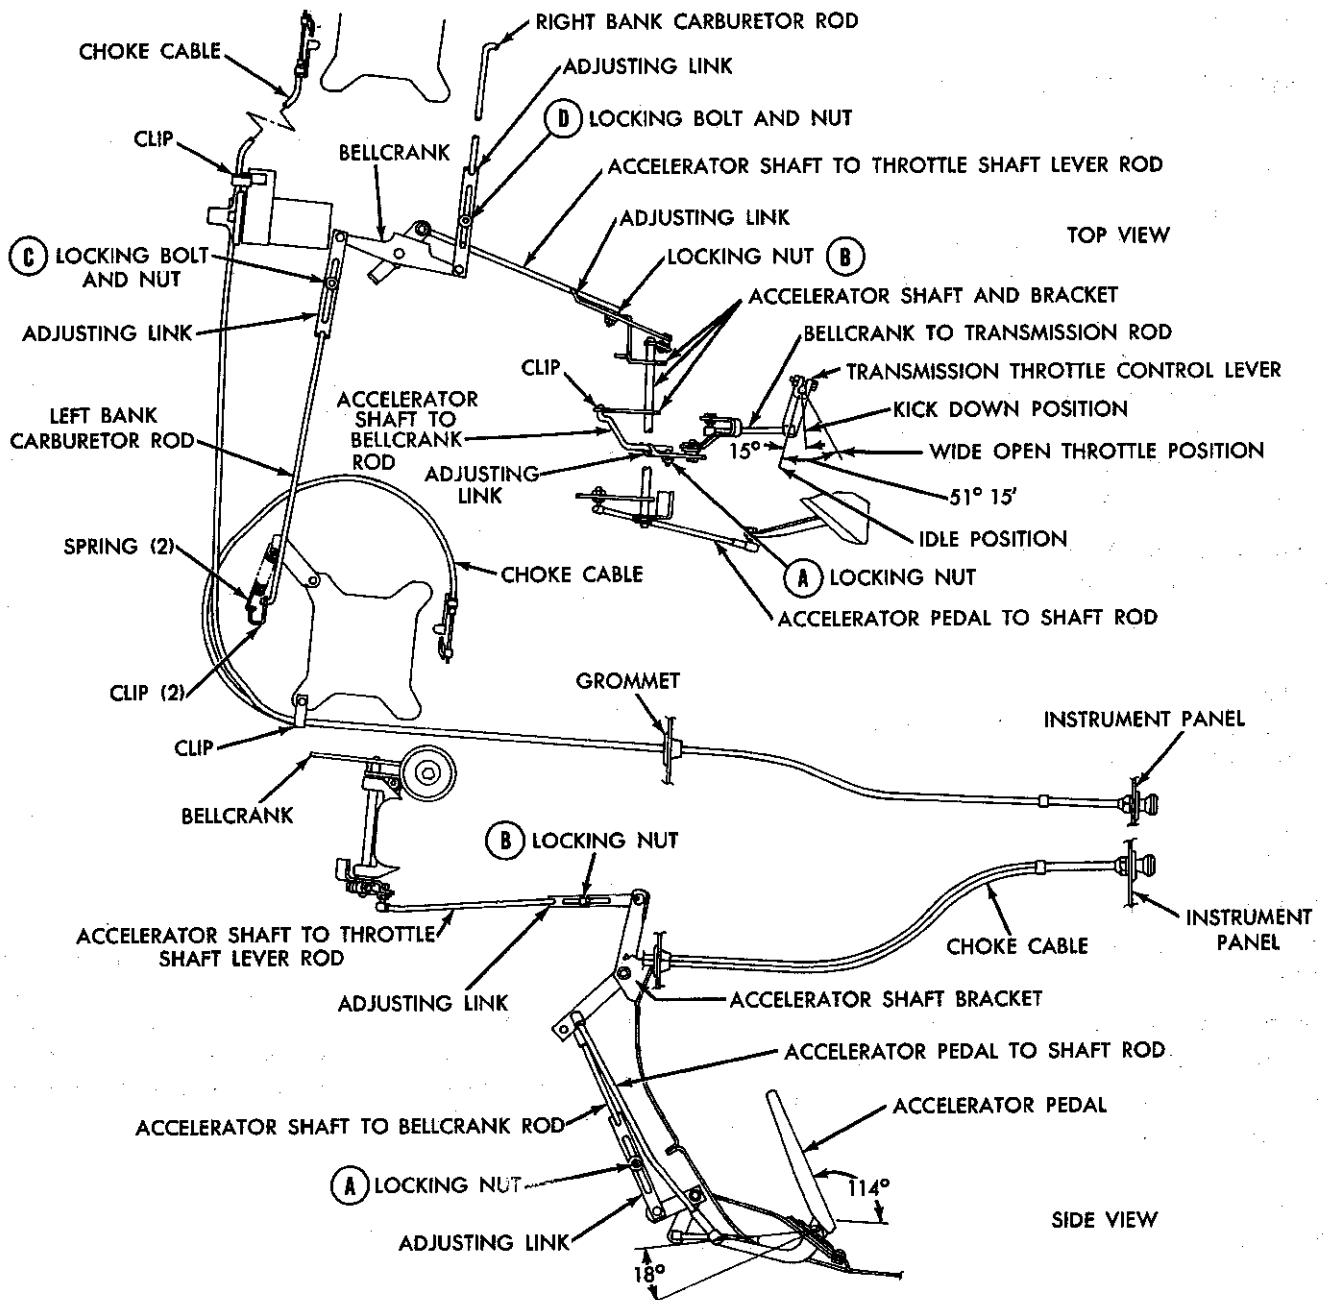 RIGHT BANK CARBURETOR ROD
CHOKE CABLE
ADJUSTING LINK
D LOCKING BOLT AND NUT
CLIP
BELLCRANK
ACCELERATOR SHAFT TO THROTTLE SHAFT LEVER ROD
ADJUSTING LINK
TOP VIEW
C LOCKING BOLT
AND NUT
LOCKING NUT B
ACCELERATOR SHAFT AND BRACKET
ADJUSTING LINK
BELLCRANK TO TRANSMISSION ROD
CLIP
TRANSMISSION THROTTLE CONTROL LEVER
ACCELERATOR
SHAFT TO
BELLCRANK
ROD
LEFT BANK
CARBURETOR ROD
KICK DOWN POSITION
15°
WIDE OPEN THROTTLE POSITION
ADJUSTING
LINK
51° 15'
IDLE POSITION
SPRING (2)
CHOKE CABLE
A LOCKING NUT
ACCELERATOR PEDAL TO SHAFT ROD
CLIP (2)
GROMMET
INSTRUMENT PANEL
CLIP
BELLCRANK
B LOCKING NUT
ACCELERATOR SHAFT TO THROTTLE
SHAFT LEVER ROD
CHOKE CABLE
INSTRUMENT
PANEL
ADJUSTING LINK
ACCELERATOR SHAFT BRACKET
ACCELERATOR PEDAL TO SHAFT ROD
ACCELERATOR PEDAL
ACCELERATOR SHAFT TO BELLCRANK ROD
A LOCKING NUT
114°
ADJUSTING LINK
SIDE VIEW
18°